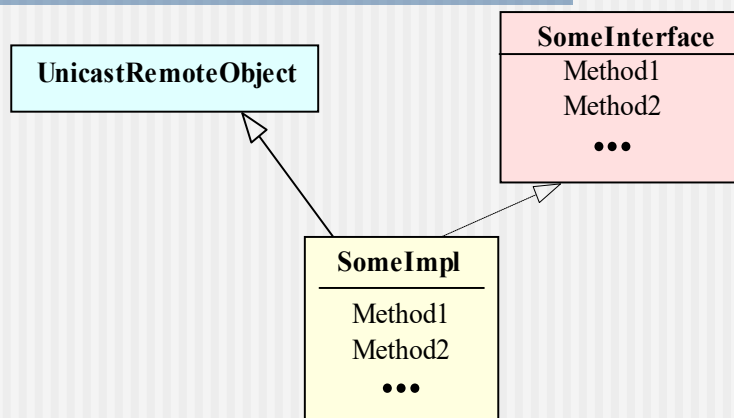 UnicastRemoteObject
SomeInterface
Method1
Method2
•••
SomeImpl
Method1
Method2
•••